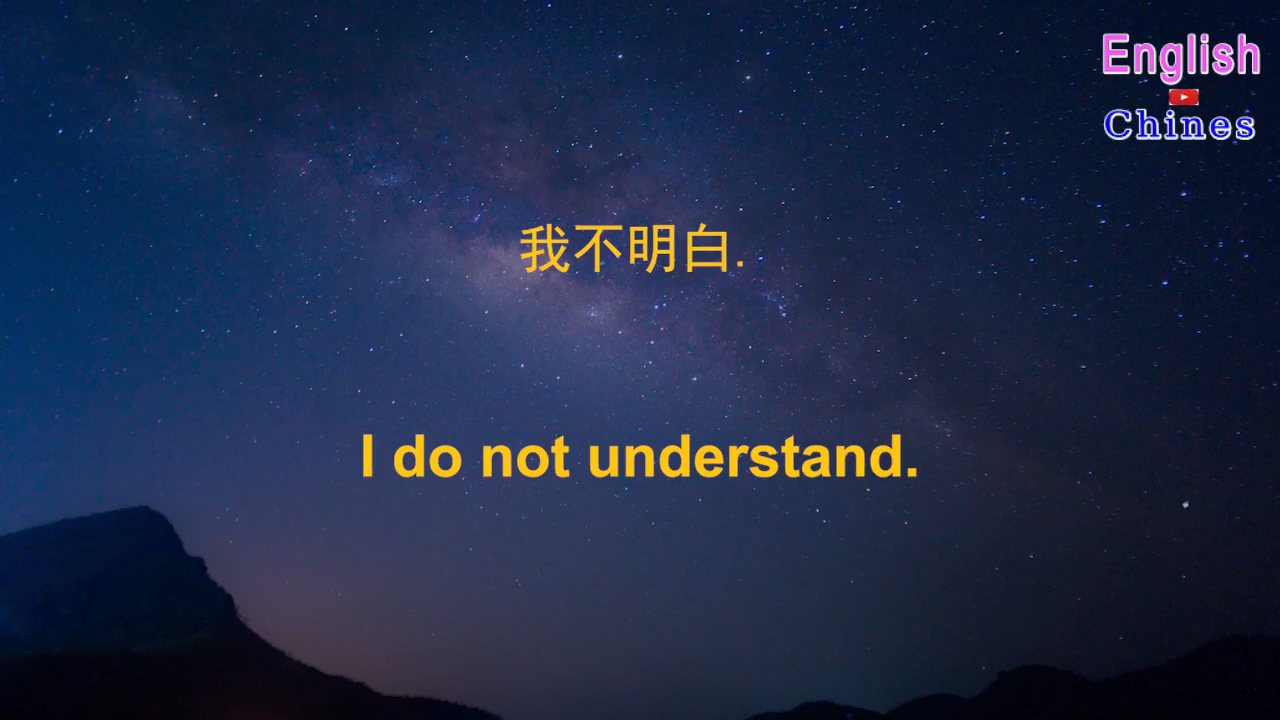 English
Chines
我不明白.
I do not understand.